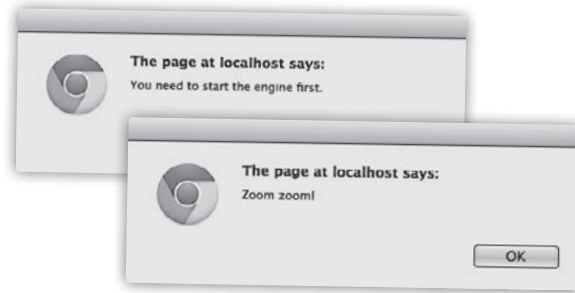 The page at localhost says:
You need to start the engine first.
The page at localhost says:
Zoom zoom!
OK